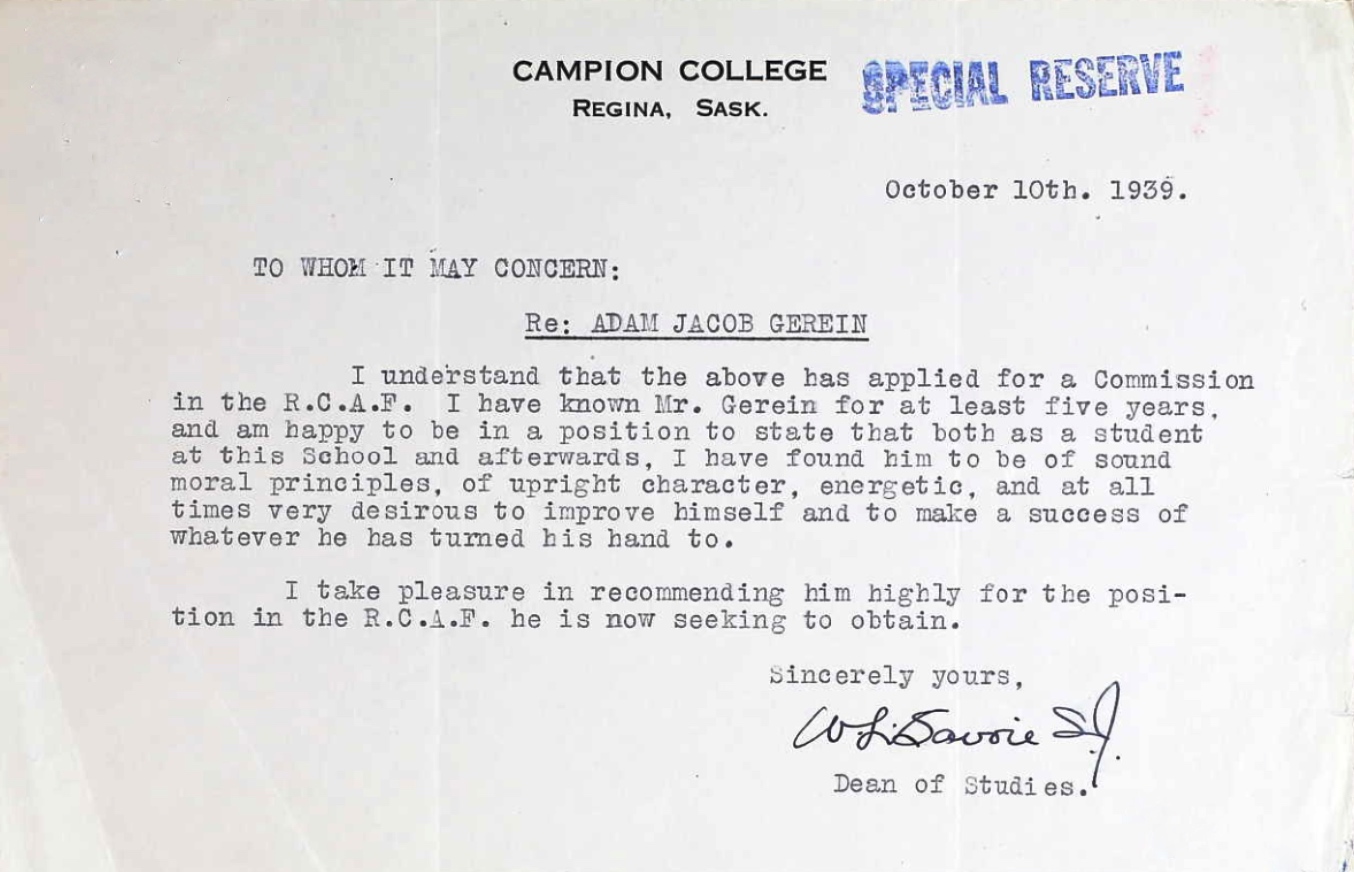 CAMPION COLLEGE
REGINA, SASK.
SPECIAL RESERVE
October 10th. 1939.
TO WHOM IT MAY CONCERN:
Re: ADAM JACOB GEREIN
I understand that the above has applied for a Commission
in the R.C.A.F. I have known Mr. Gerein for at least five years,
and am happy to be in a position to state that both as a student
at this School and afterwards, I have found him to be of sound
moral principles, of upright character, energetic, and at all
times very desirous to improve himself and to make a success of
whatever he has turned his hand to.
I take pleasure in recommending him highly for the posi-
tion in the R.C.A.F. he is now seeking to obtain.
Sincerely yours,
W L Savoie S.J.
Dean of Studies.